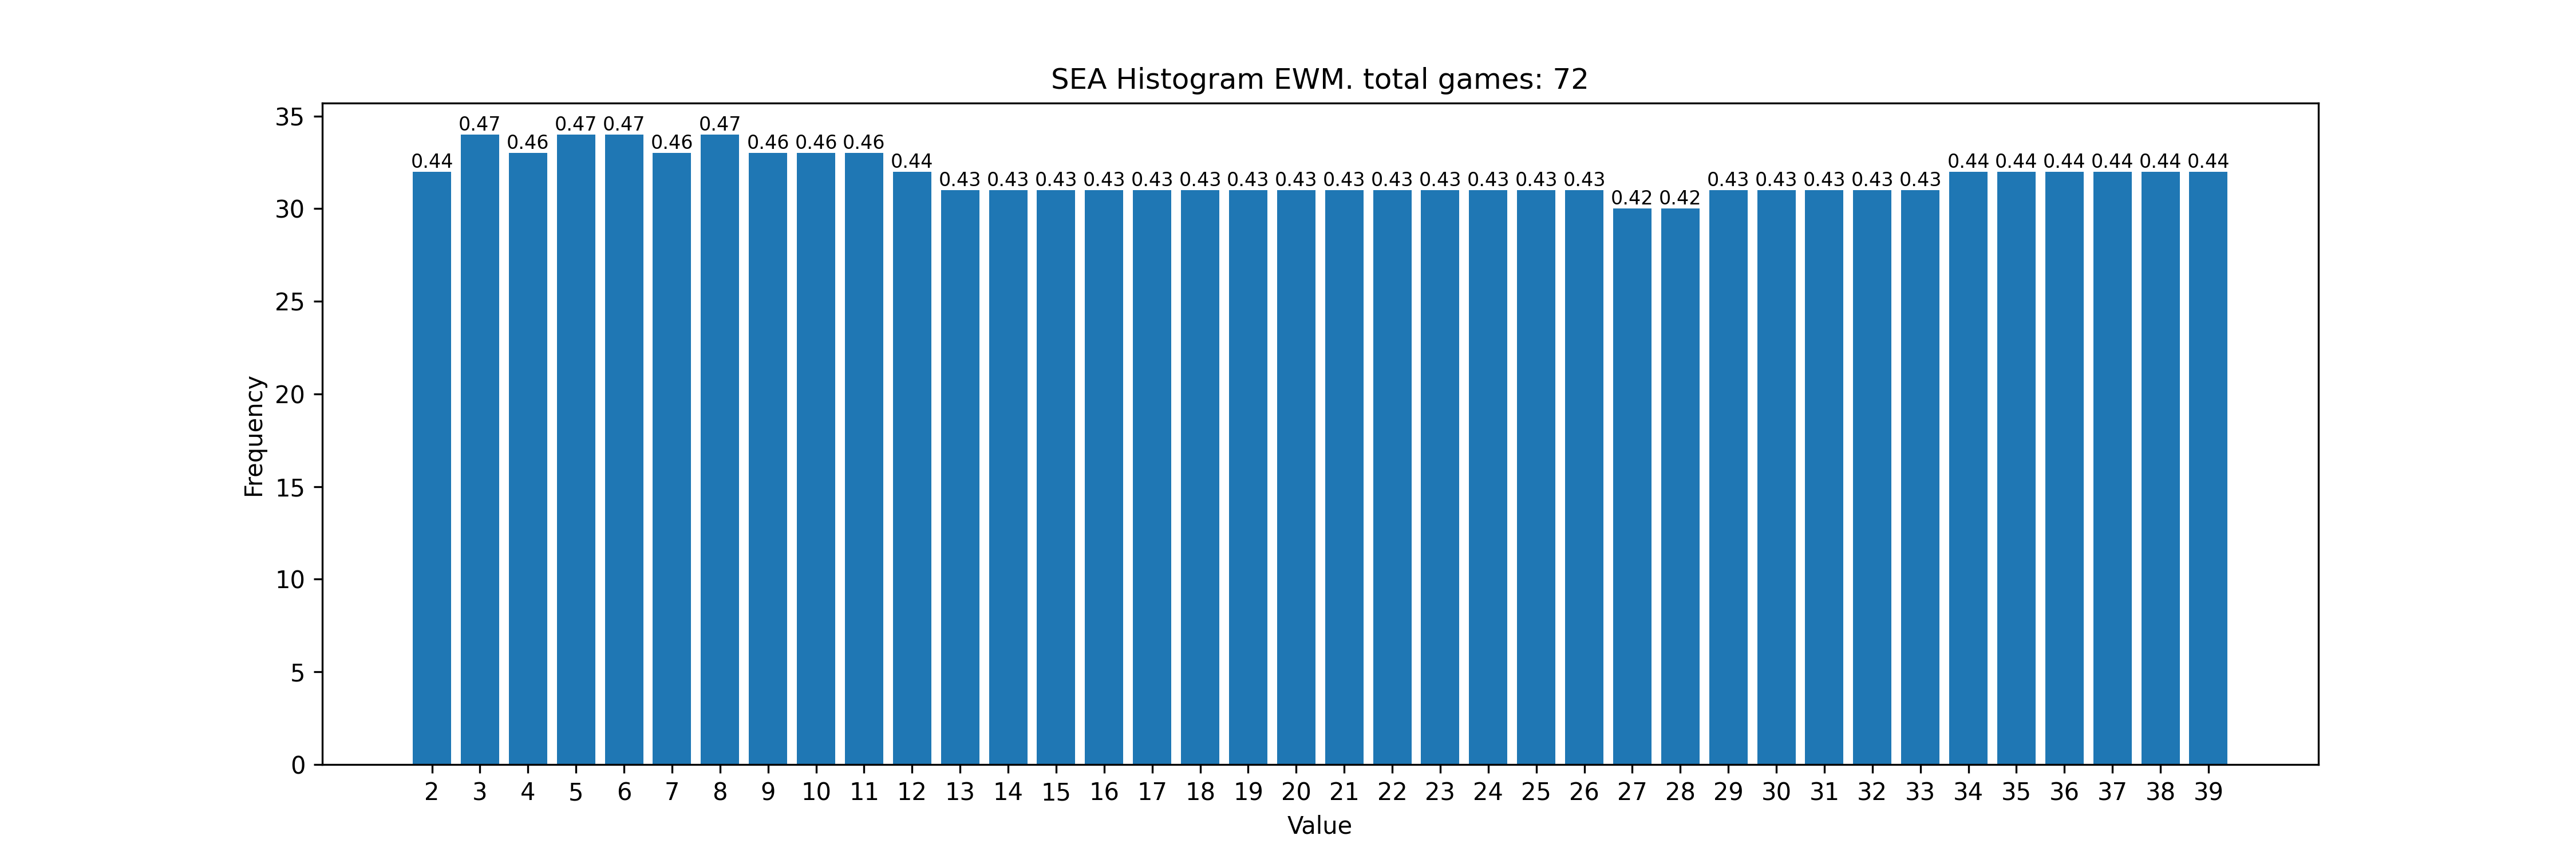 SEA Histogram EWM. total games: 72
35
30
25
20
15
10
5
0
Frequency
0.44 0.47 0.46 0.47 0.47 0.46 0.47 0.46 0.46 0.46 0.44 0.43 0.43 0.43 0.43 0.43 0.43 0.43 0.43 0.43 0.43 0.43 0.43 0.43 0.43 0.42 0.42 0.43 0.43 0.43 0.43 0.43 0.44 0.44 0.44 0.44 0.44 0.44
2 3 4 5 6 7 8 9 10 11 12 13 14 15 16 17 18 19 20 21 22 23 24 25 26 27 28 29 30 31 32 33 34 35 36 37 38 39
Value